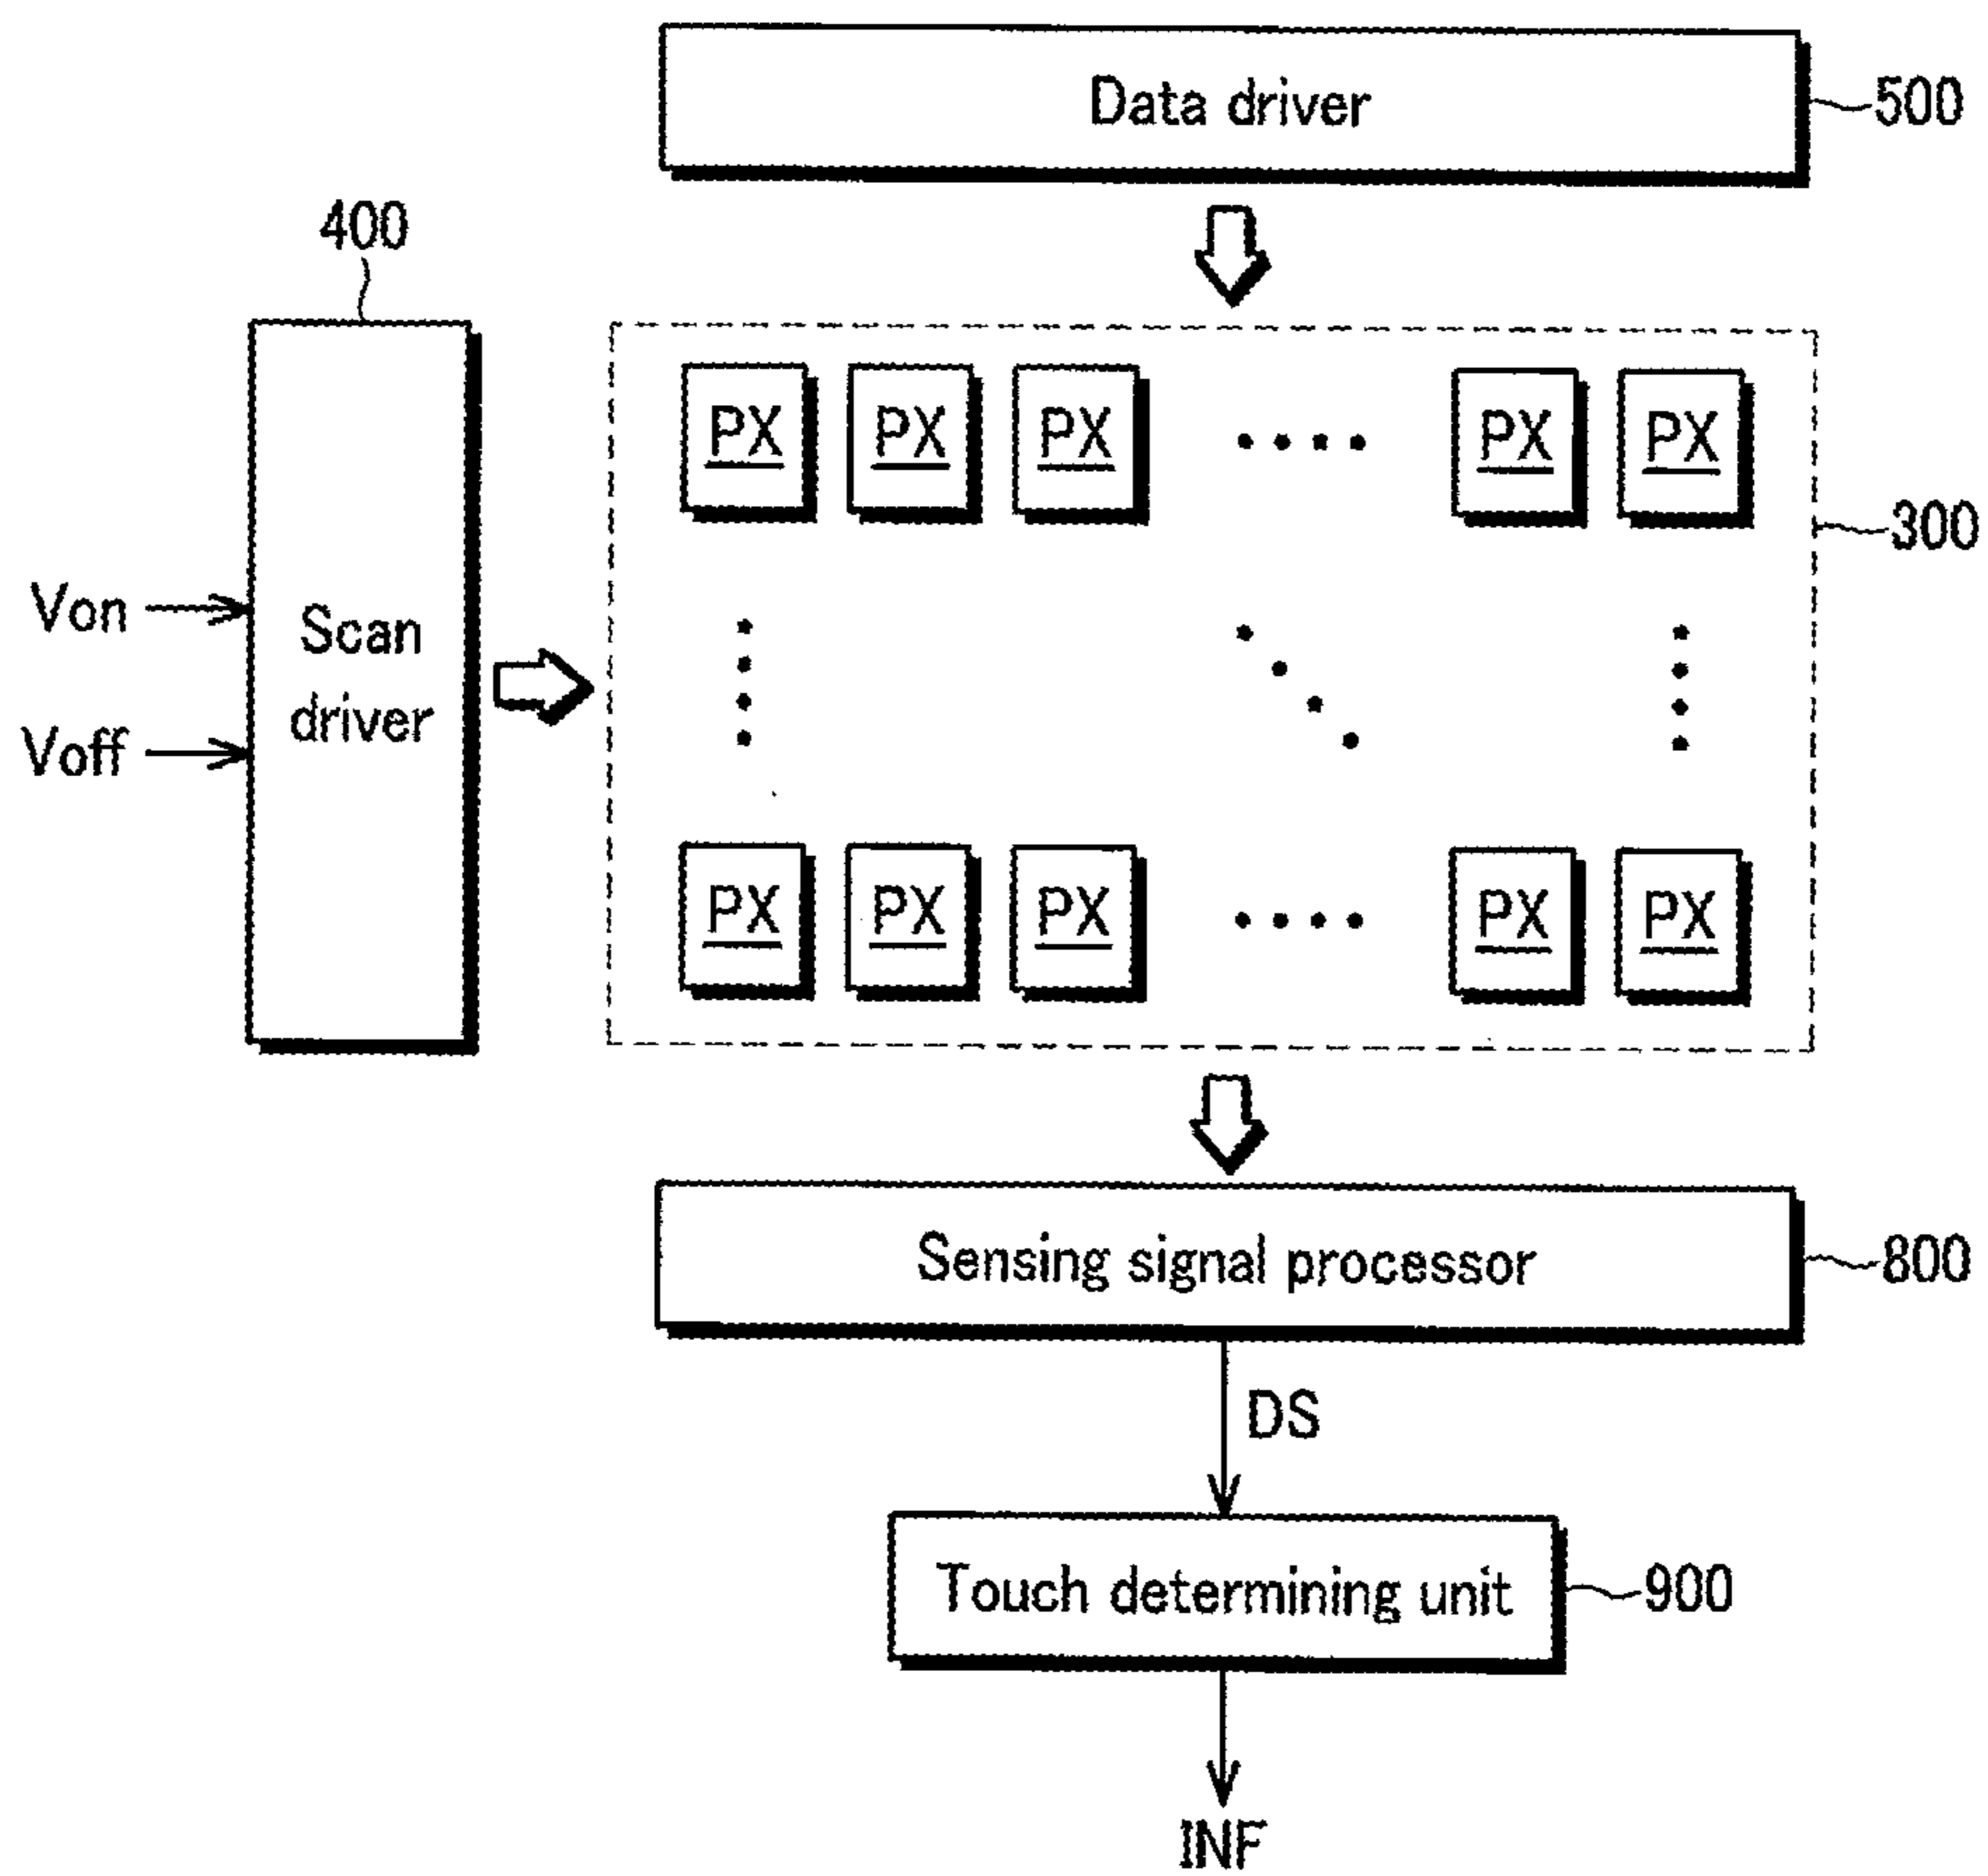 Data driver
500
400
PX PX PX PX PX
300
Von
Scan
driver
Voff
PX PX PX PX PX
Sensing signal processor
800
DS
Touch determining unit
900
INF